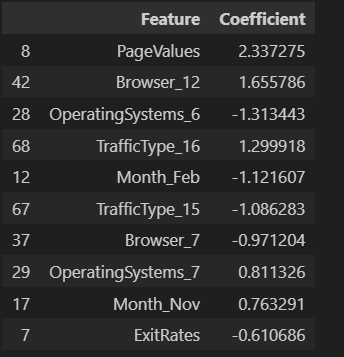 Feature Coefficient
8 PageValues 2.337275
42 Browser_12 1.655786
28 OperatingSystems_6 -1.313443
68 TrafficType_16 1.299918
12 Month_Feb -1.121607
67 TrafficType_15 -1.086283
37 Browser_7 -0.971204
29 OperatingSystems_7 0.811326
17 Month_Nov 0.763291
7 ExitRates -0.610686